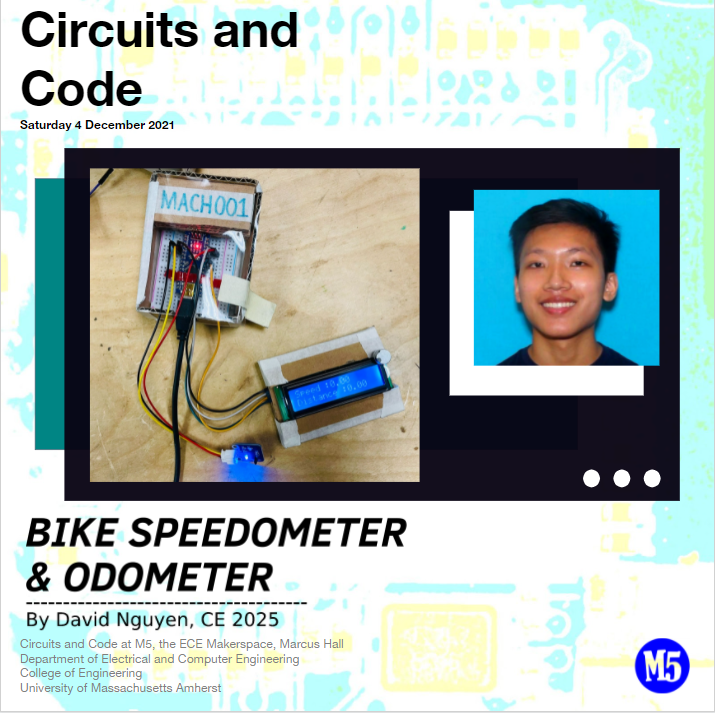 Circuits and
Code
Saturday 4 December 2021
MACH001
Speed:0.00
Distance:0.00
BIKE SPEEDOMETER
& ODOMETER
By David Nguyen, CE 2025
Circuits and Code at M5, the ECE Makerspace, Marcus Hall
Department of Electrical and Computer Engineering
College of Engineering
University of Massachusetts Amherst
M5